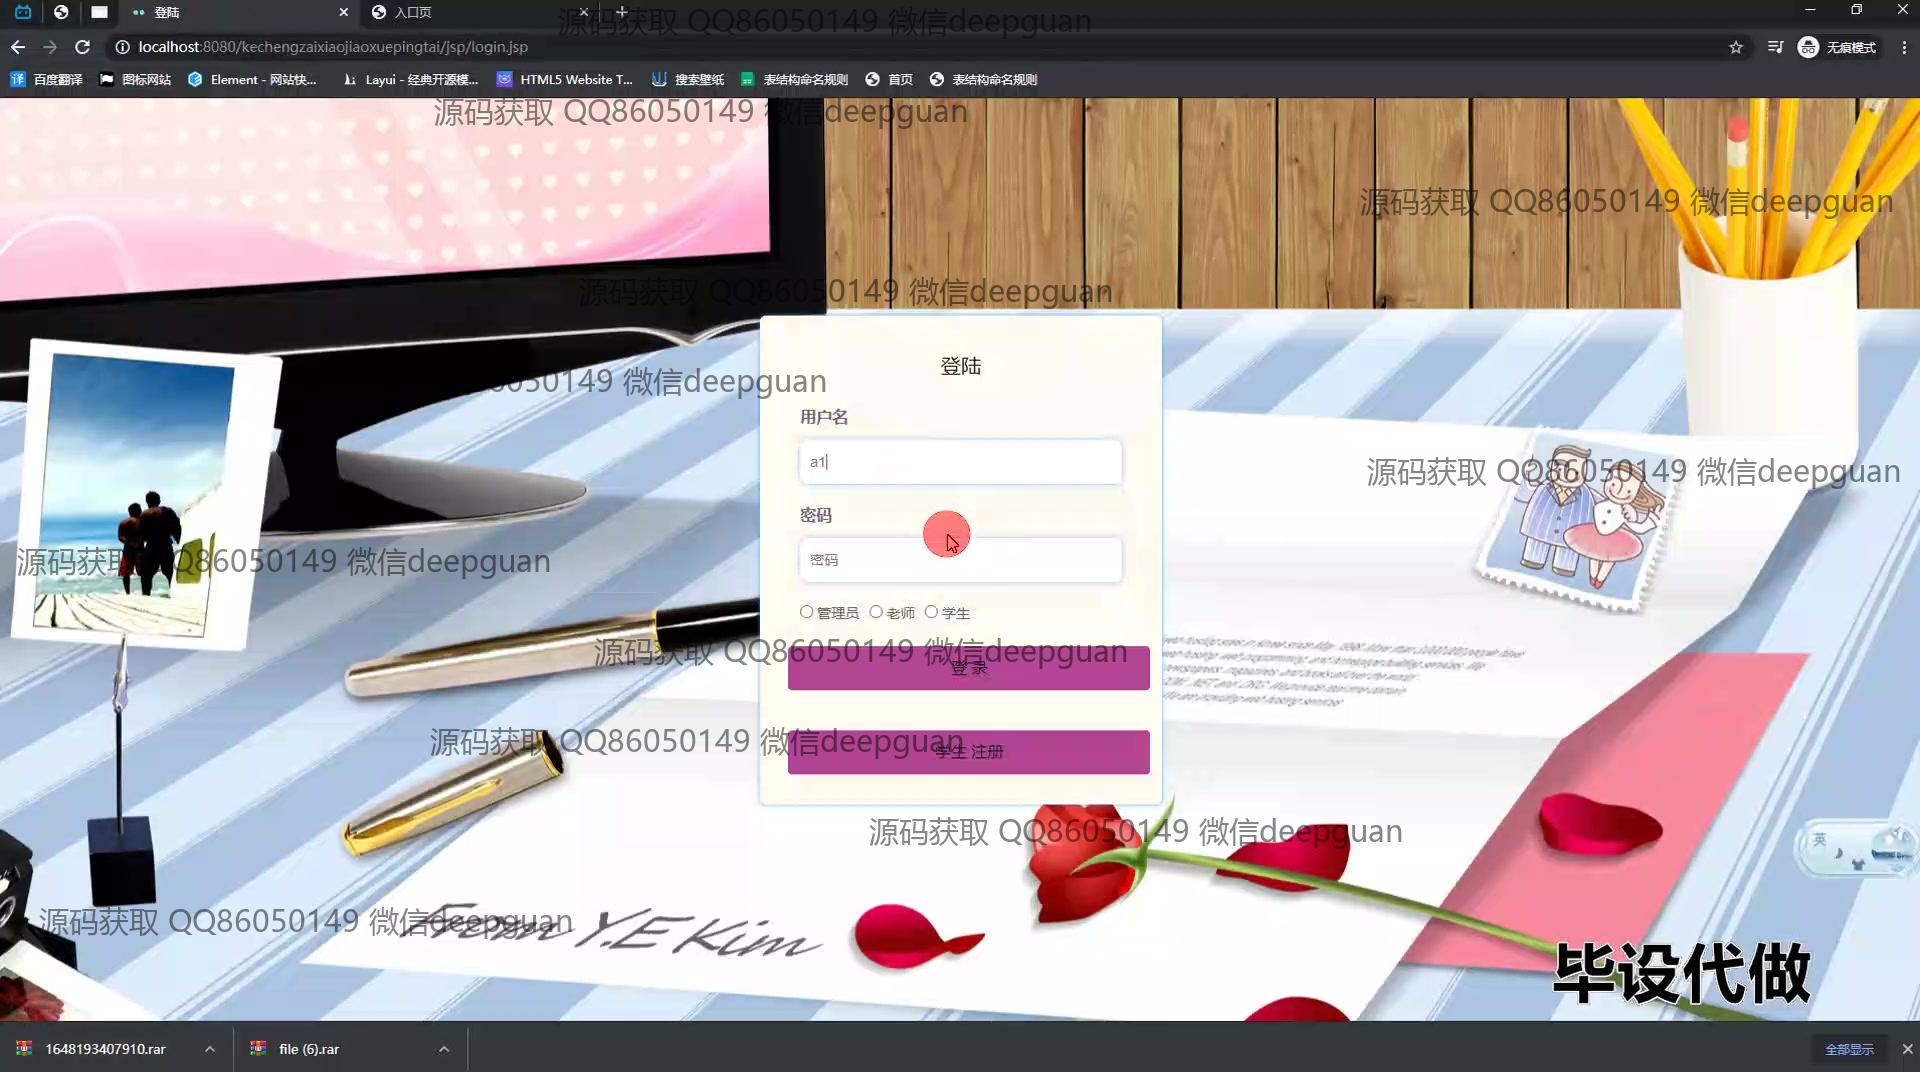 登陆
入口页
localhost:8080/kechengzaixiaojiaoxuepingtai/jsp/login.jsp
无痕模式
百度翻译
图标网站
Element - 网站快...
Layui - 经典开源模...
HTML5 Website T...
搜索壁纸
表结构命名规则
首页
表结构命名规则
源码获取 QQ86050149 微信deepguan
源码获取 QQ86050149 微信deepguan
源码获取 QQ86050149 微信deepguan
源码获取 QQ86050149 微信deepguan
登陆
微信deepguan
用户名
a1
源码获取 QQ86050149 微信deepguan
密码
密码
源码获取 QQ86050149 微信deepguan
管理员 老师 学生
源码获取 QQ86050149 微信deepguan
登 录
源码获取 QQ86050149 微信deepguan
学生 注册
源码获取 QQ86050149 微信deepguan
英
源码获取 QQ86050149 微信deepguan
From Y.E Kim
毕设代做
1648193407910.rar
file (6).rar
全部显示